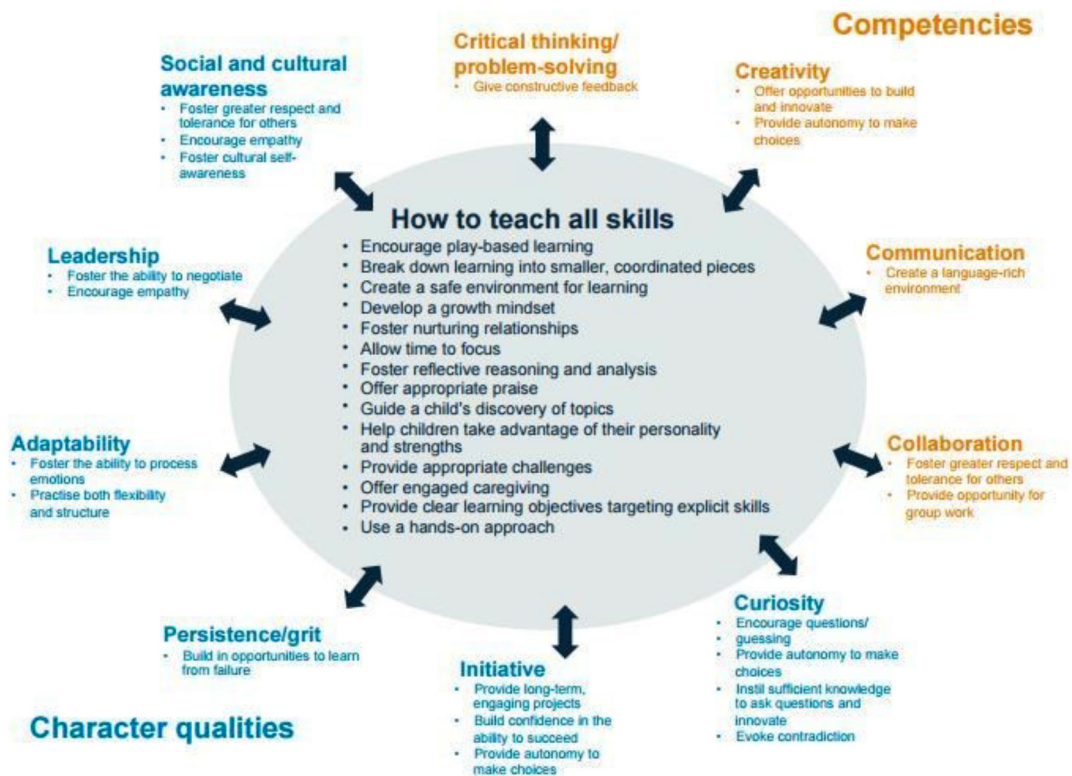 Competencies
Critical thinking/
problem-solving
• Give constructive feedback
Creativity
• Offer opportunities to build
and innovate
• Provide autonomy to make
choices
Communication
• Create a language-rich
environment
Collaboration
• Foster greater respect and
tolerance for others
• Provide opportunity for
group work
Social and cultural
awareness
• Foster greater respect and
tolerance for others
• Encourage empathy
• Foster cultural self-
awareness
Leadership
• Foster the ability to negotiate
• Encourage empathy
Adaptability
• Foster the ability to process
emotions
• Practise both flexibility
and structure
Persistence/grit
• Build in opportunities to learn
from failure
Initiative
• Provide long-term,
engaging projects
• Build confidence in the
ability to succeed
• Provide autonomy to
make choices
Curiosity
• Encourage questions/
• guessing
• Provide autonomy to make
choices
• Instil sufficient knowledge
to ask questions and
innovate
• Evoke contradiction
Character qualities
How to teach all skills
• Encourage play-based learning
• Break down learning into smaller, coordinated pieces
• Create a safe environment for learning
• Develop a growth mindset
• Foster nurturing relationships
• Allow time to focus
• Foster reflective reasoning and analysis
• Offer appropriate praise
• Guide a child's discovery of topics
• Help children take advantage of their personality
and strengths
• Provide appropriate challenges
• Offer engaged caregiving
• Provide clear learning objectives targeting explicit skills
• Use a hands-on approach